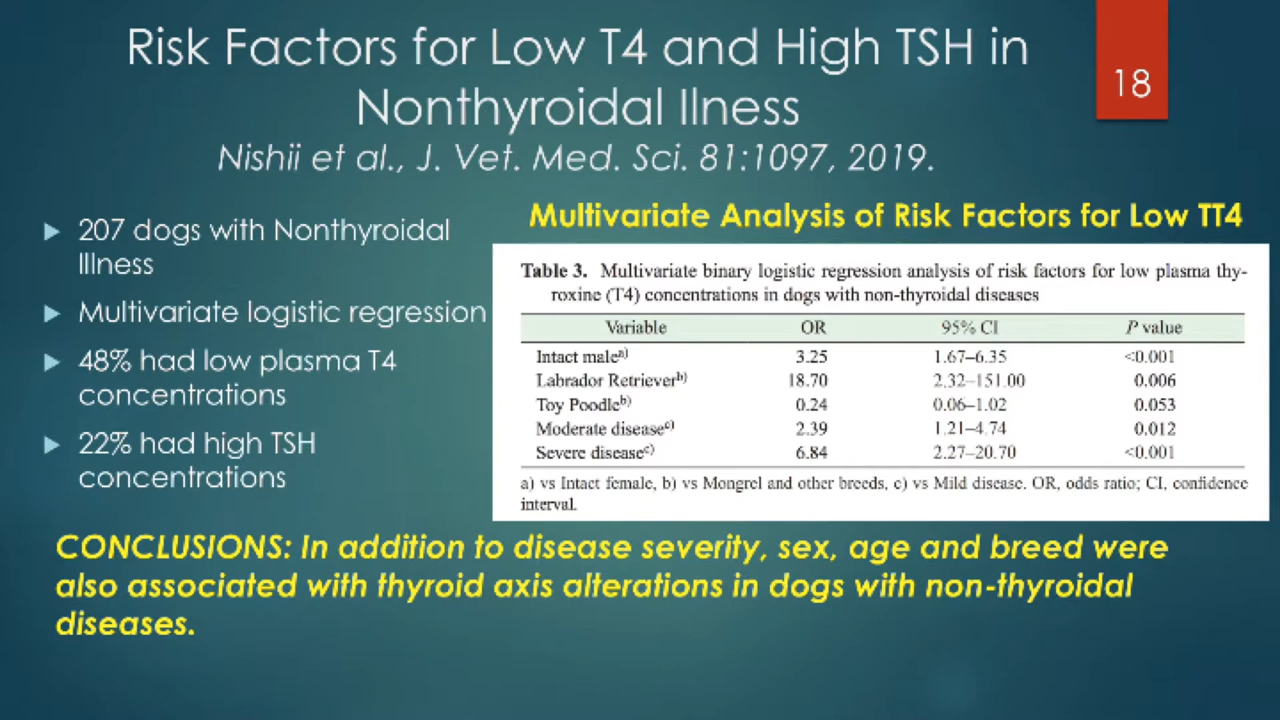 Risk Factors for Low T4 and High TSH in
Nonthyroidal Ilness
Nishii et al., J. Vet. Med. Sci. 81:1097, 2019.
18
207 dogs with Nonthyroidal
Illness
Multivariate logistic regression
48% had low plasma T4
concentrations
22% had high TSH
concentrations
Multivariate Analysis of Risk Factors for Low TT4
Table 3. Multivariate binary logistic regression analysis of risk factors for low plasma thy-
roxine (T4) concentrations in dogs with non-thyroidal diseases
Variable OR 95% CI P value
Intact male a) 3.25 1.67–6.35 <0.001
Labrador Retriever b) 18.70 2.32–151.00 0.006
Toy Poodle b) 0.24 0.06–1.02 0.053
Moderate disease c) 2.39 1.21–4.74 0.012
Severe disease c) 6.84 2.27–20.70 <0.001
a) vs Intact female, b) vs Mongrel and other breeds, c) vs Mild disease. OR, odds ratio; CI, confidence
interval.
CONCLUSIONS: In addition to disease severity, sex, age and breed were
also associated with thyroid axis alterations in dogs with non-thyroidal
diseases.